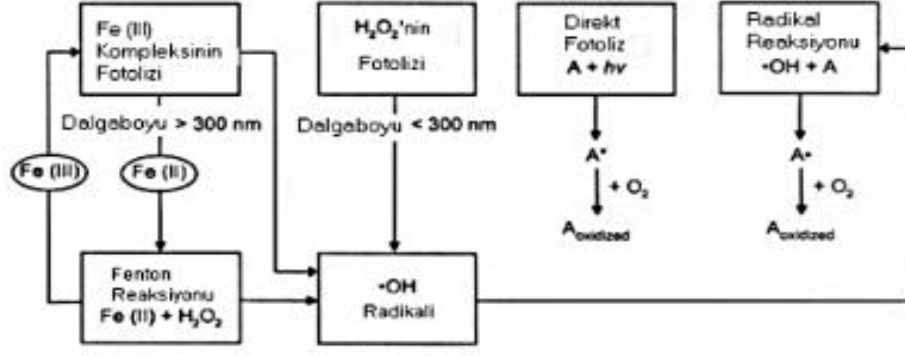 Fe (III)
Kompleksinin
Fotolizi
H₂O₂'nin
Fotolizi
Direkt
Fotoliz
A + hν
Radikal
Reaksiyonu
•OH + A
Dalgaboyu > 300 nm
Dalgaboyu < 300 nm
Fe (III)
Fe (II)
A*
A•
+ O₂
+ O₂
Aoxidized
Aoxidized
Fenton
Reaksiyonu
Fe (II) + H₂O₂
•OH
Radikali